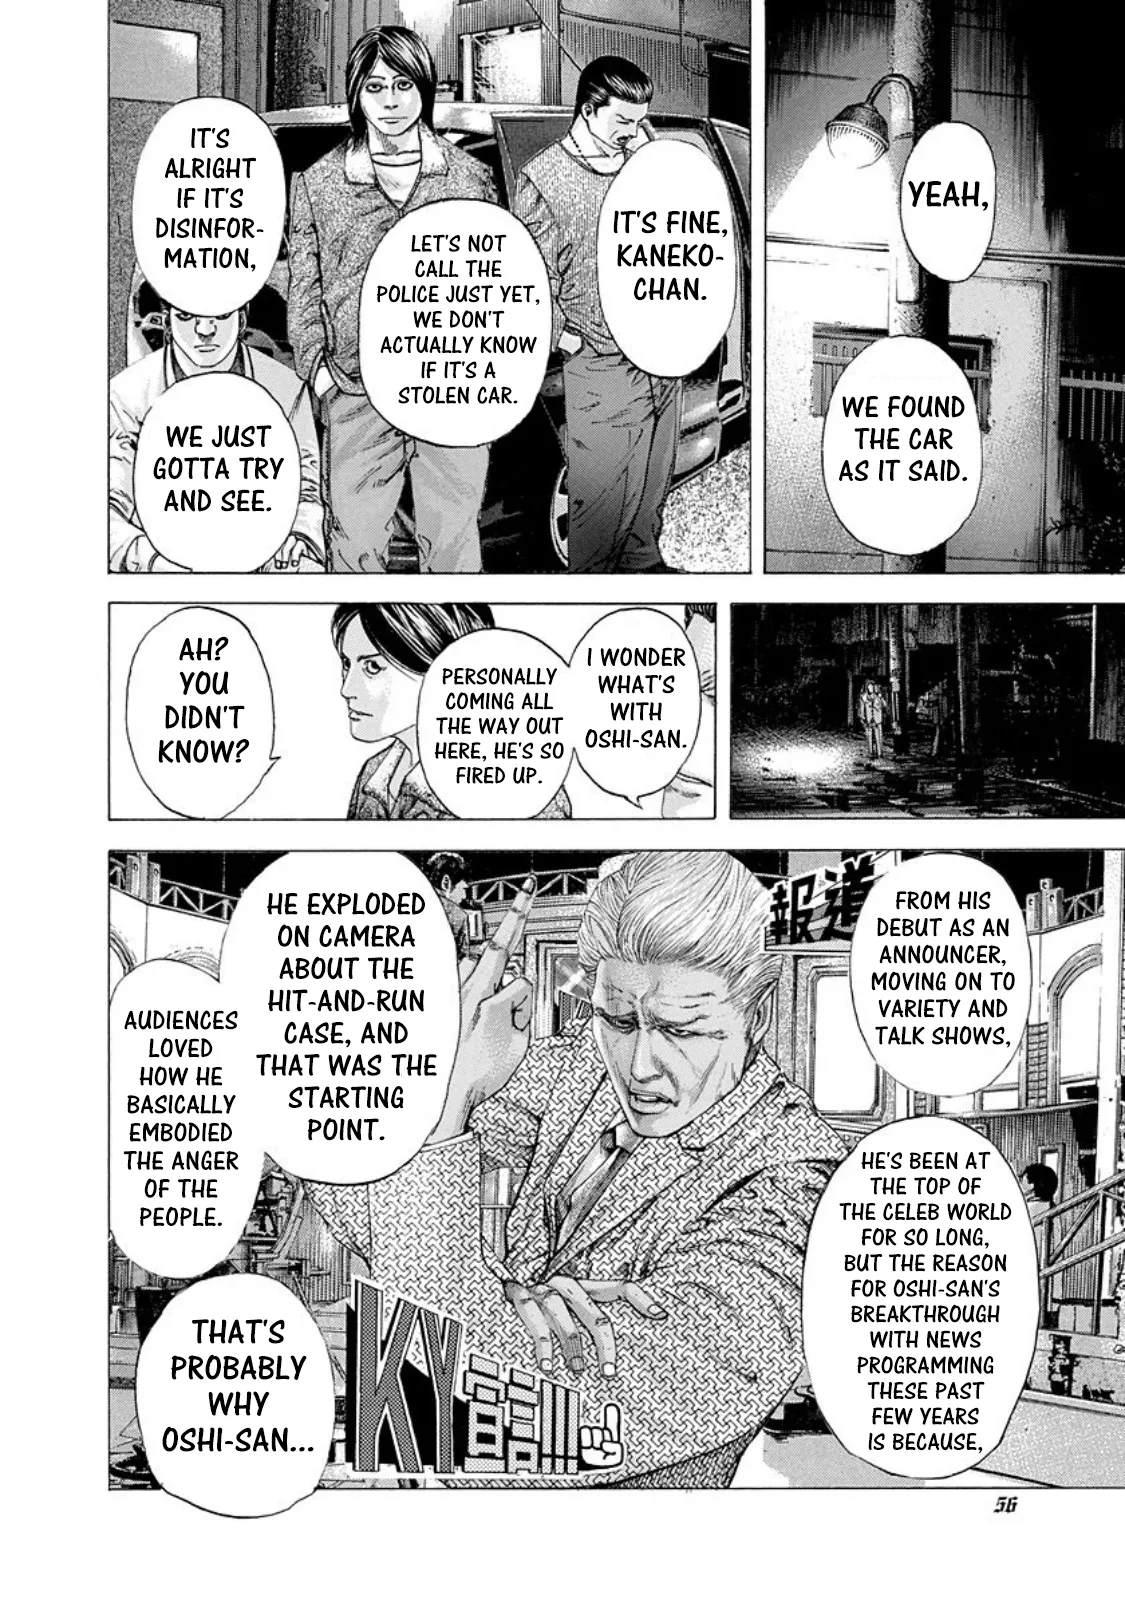 YEAH,
WE FOUND
THE CAR
AS IT SAID.
IT'S FINE,
KANEKO-
CHAN.
LET'S NOT
CALL THE
POLICE JUST YET,
WE DON'T
ACTUALLY KNOW
IF IT'S A
STOLEN CAR.
IT'S
ALRIGHT
IF IT'S
DISINFOR-
MATION,
WE JUST
GOTTA TRY
AND SEE.
I WONDER
WHAT'S
WITH
OSHI-SAN.
PERSONALLY
COMING ALL
THE WAY OUT
HERE, HE'S SO
FIRED UP.
AH?
YOU
DIDN'T
KNOW?
報道
FROM HIS
DEBUT AS AN
ANNOUNCER,
MOVING ON TO
VARIETY AND
TALK SHOWS,
HE'S BEEN AT
THE TOP OF
THE CELEB WORLD
FOR SO LONG,
BUT THE REASON
FOR OSHI-SAN'S
BREAKTHROUGH
WITH NEWS
PROGRAMMING
THESE PAST
FEW YEARS
IS BECAUSE,
HE EXPLODED
ON CAMERA
ABOUT THE
HIT-AND-RUN
CASE, AND
THAT WAS THE
STARTING
POINT.
AUDIENCES
LOVED
HOW HE
BASICALLY
EMBODIED
THE ANGER
OF THE
PEOPLE.
KY宣言!!!
THAT'S
PROBABLY
WHY
OSHI-SAN...
56